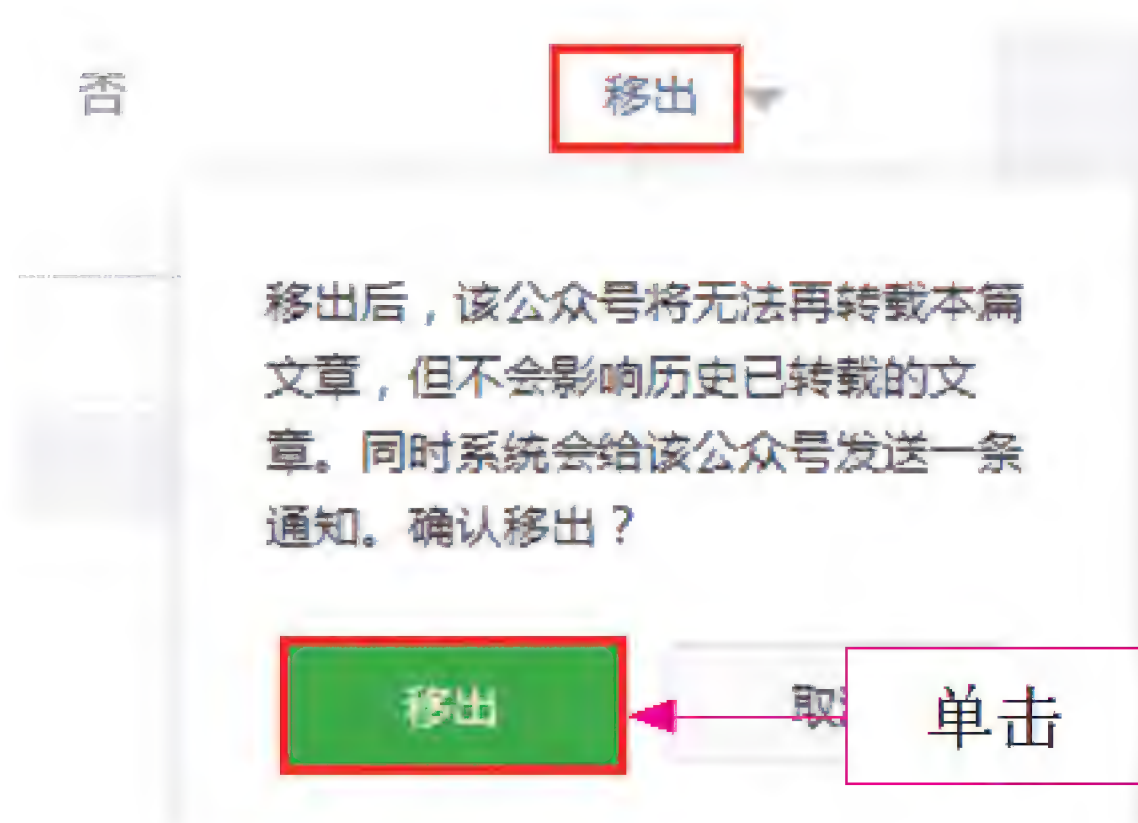 否
移出
移出后，该公众号将无法再转载本篇
文章，但不会影响历史已转载的文
章。同时系统会给该公众号发送一条
通知。确认移出？
移出
取
单击